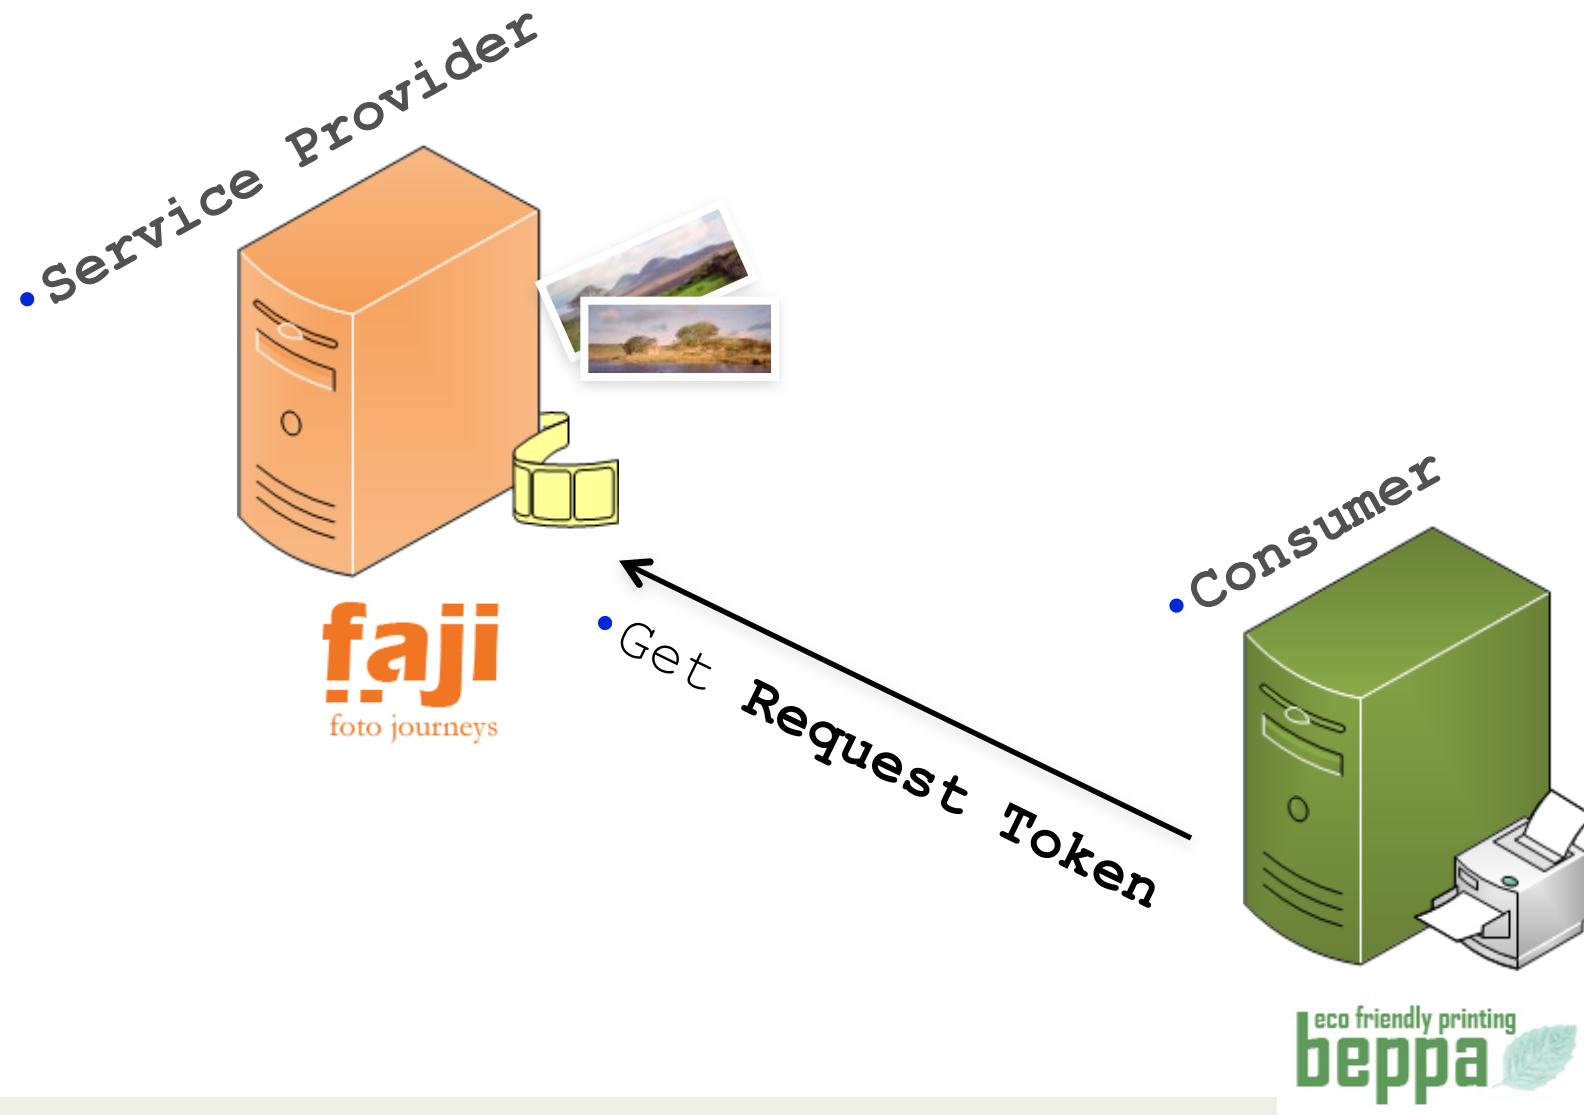 • Service Provider
faji
foto journeys
• Get Request Token
• Consumer
eco friendly printing
beppa